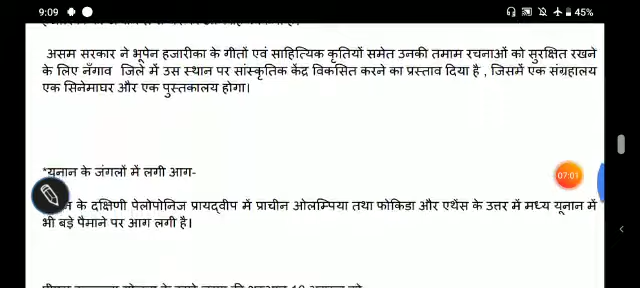 9:09
45%
असम सरकार ने भूपेन हजारीका के गीतों एवं साहित्यिक कृतियों समेत उनकी तमाम रचनाओं को सुरक्षित रखने
के लिए नँगाव जिले में उस स्थान पर सांस्कृतिक केंद्र विकसित करने का प्रस्ताव दिया है , जिसमें एक संग्रहालय
एक सिनेमाघर और एक पुस्तकालय होगा।
*यूनान के जंगलों में लगी आग-
07:01
के दक्षिणी पेलोपोनिज प्रायद्वीप में प्राचीन ओलम्पिया तथा फोकिडा और एथेंस के उत्तर में मध्य यूनान में
भी बड़े पैमाने पर आग लगी है।